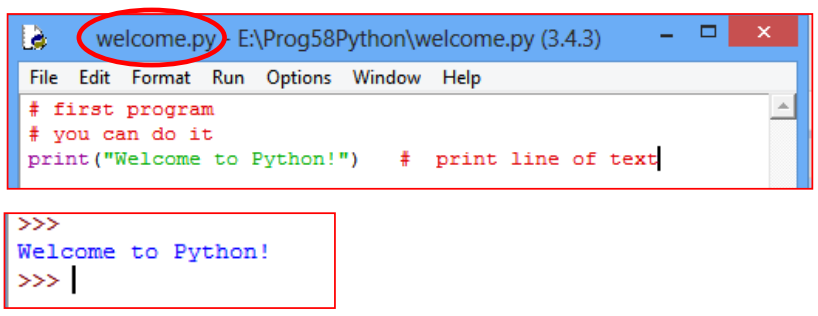 welcome.py - E:\Prog58Python\welcome.py (3.4.3)
File Edit Format Run Options Window Help
# first program
# you can do it
print("Welcome to Python!")   #  print line of text
>>>
Welcome to Python!
>>>